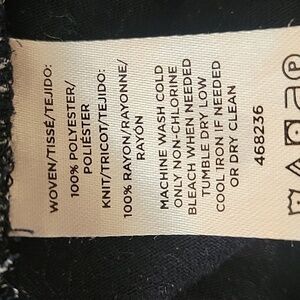 WOVEN/TISSÉ/TEJIDO:
100% POLYESTER/
POLIÉSTER
KNIT/TRICOT/TEJIDO:
100% RAYON/RAYONNE/
RAYÓN
MACHINE WASH COLD
ONLY NON-CHLORINE
BLEACH WHEN NEEDED
TUMBLE DRY LOW
COOL IRON IF NEEDED
OR DRY CLEAN
468236
P